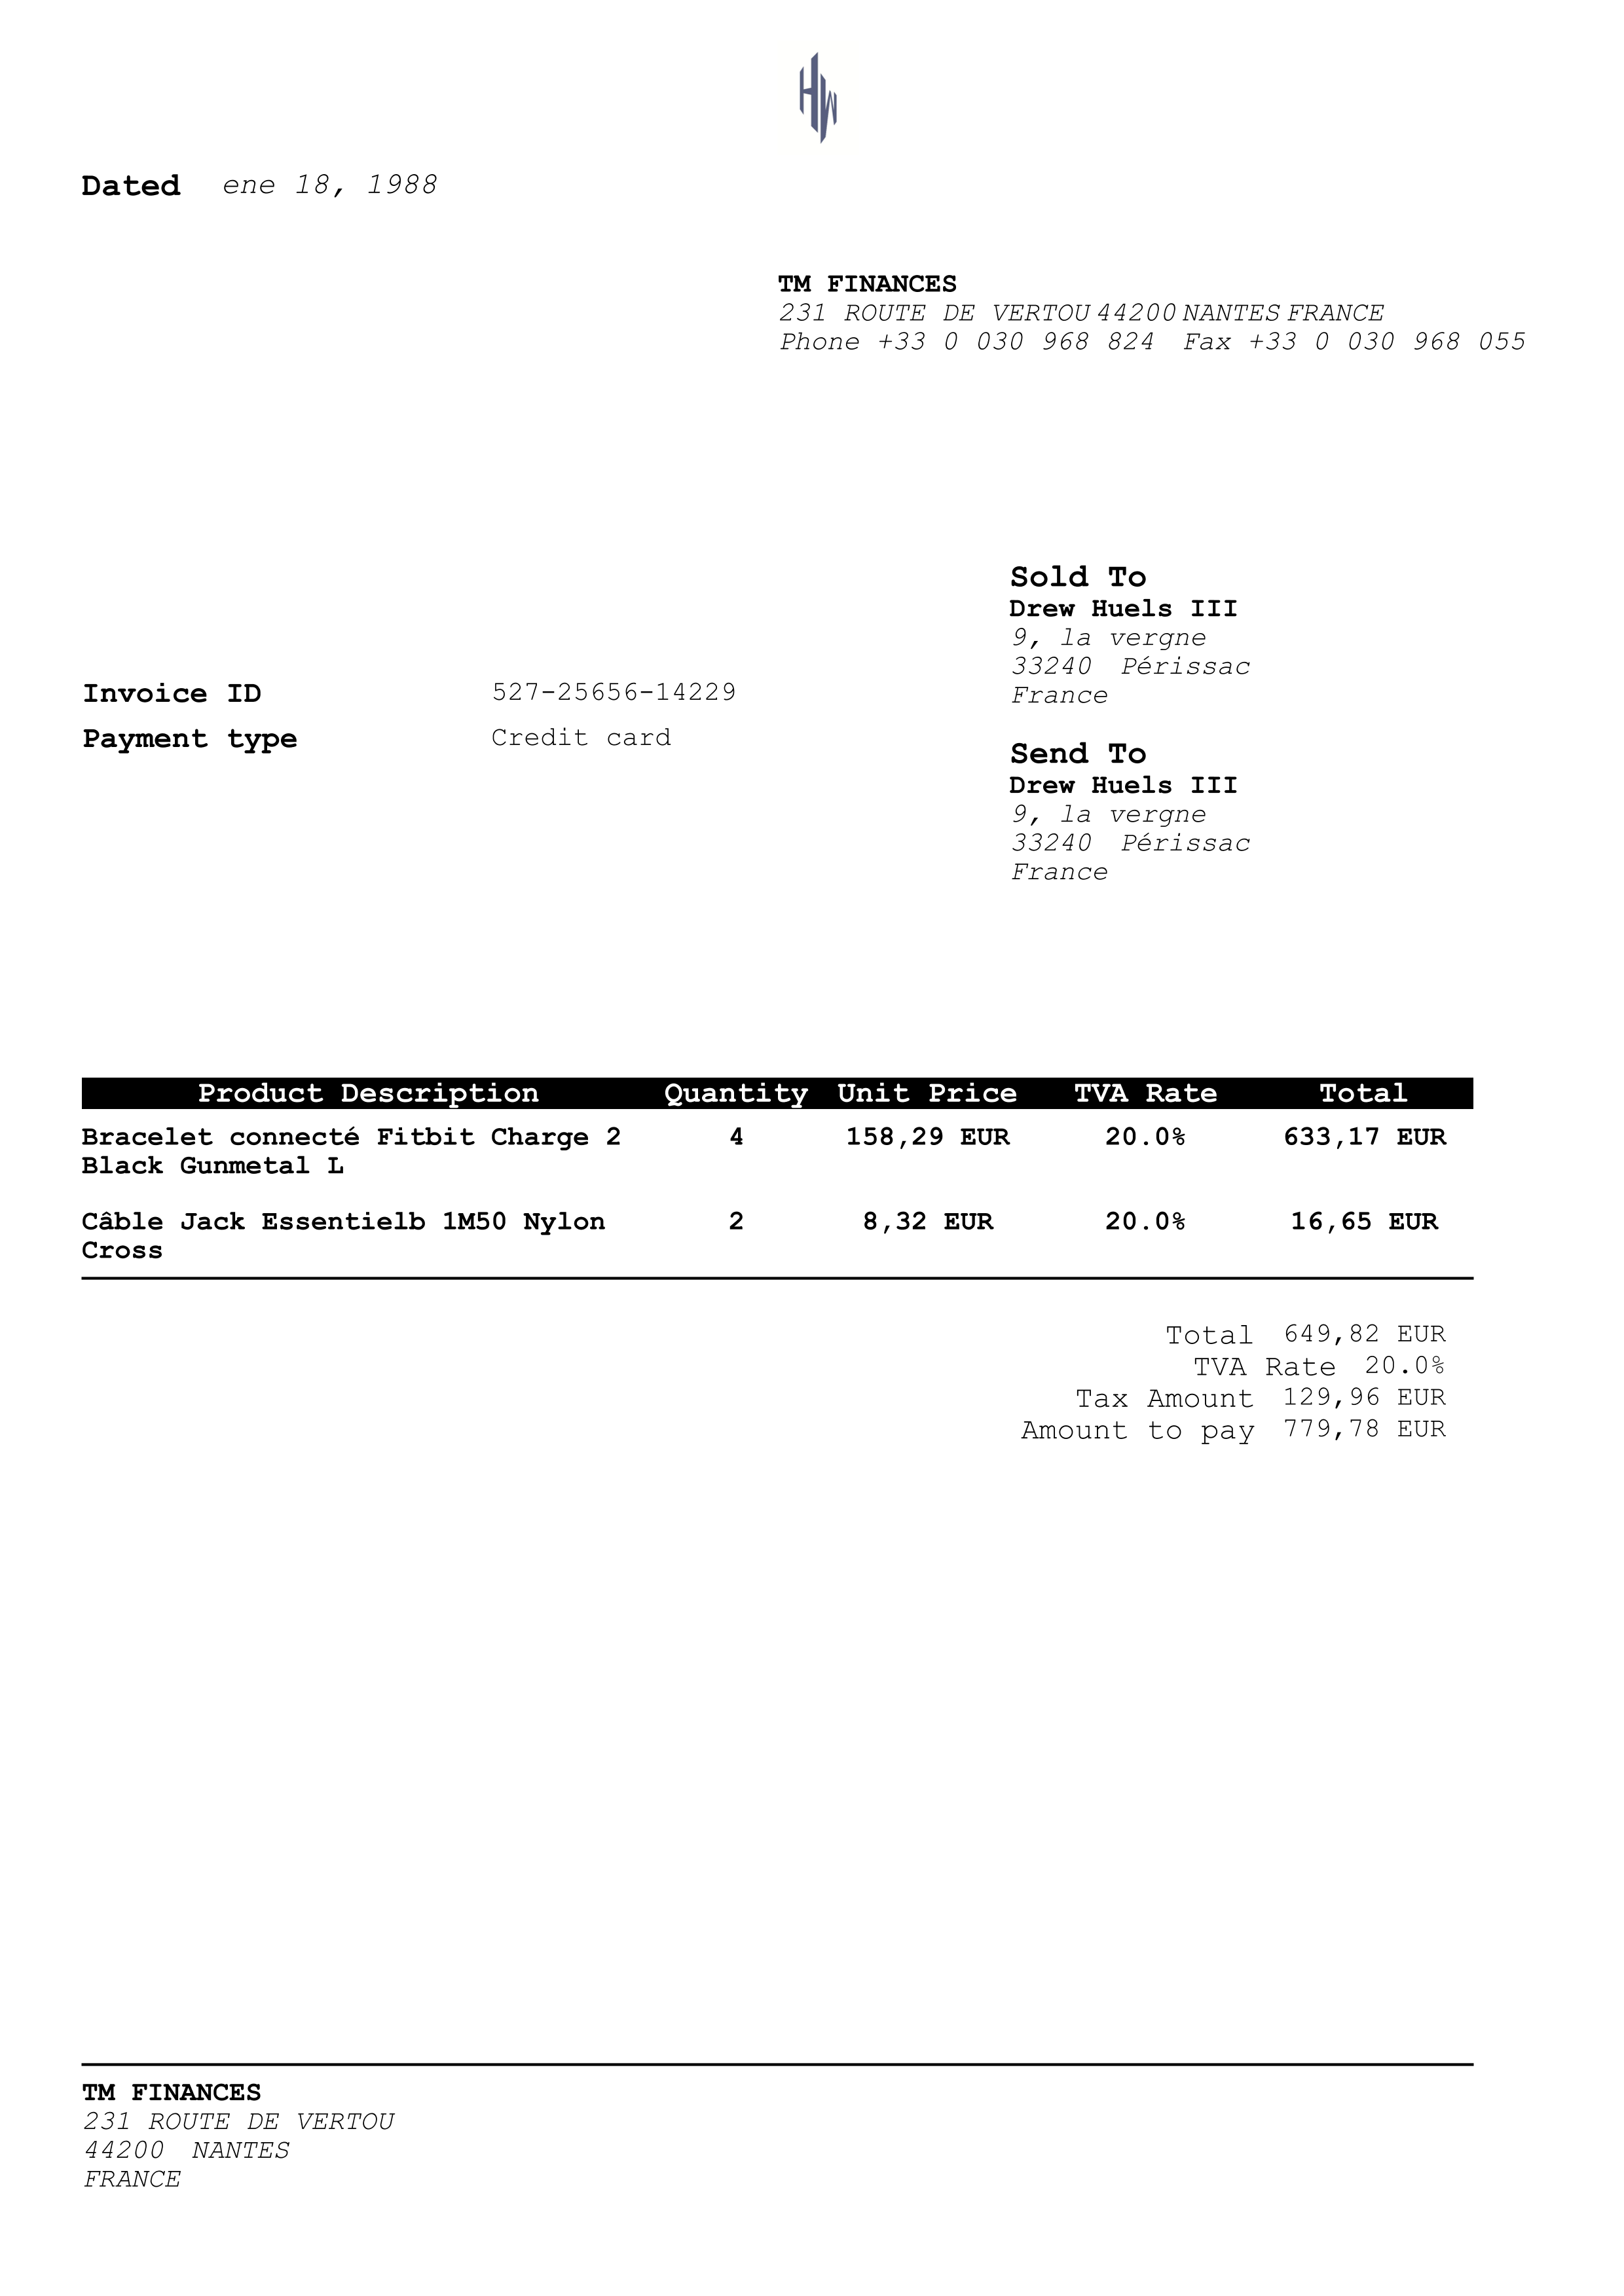 HW
Dated ene 18, 1988
TM FINANCES
231 ROUTE DE VERTOU 44200 NANTES FRANCE
Phone +33 0 030 968 824 Fax +33 0 030 968 055
Sold To
Drew Huels III
9, la vergne
33240 Périssac
France
Invoice ID 527-25656-14229
Payment type Credit card
Send To
Drew Huels III
9, la vergne
33240 Périssac
France
Product Description Quantity Unit Price TVA Rate Total
Bracelet connecté Fitbit Charge 2 4 158,29 EUR 20.0% 633,17 EUR
Black Gunmetal L
Câble Jack Essentielb 1M50 Nylon 2 8,32 EUR 20.0% 16,65 EUR
Cross
Total 649,82 EUR
TVA Rate 20.0%
Tax Amount 129,96 EUR
Amount to pay 779,78 EUR
TM FINANCES
231 ROUTE DE VERTOU
44200 NANTES
FRANCE